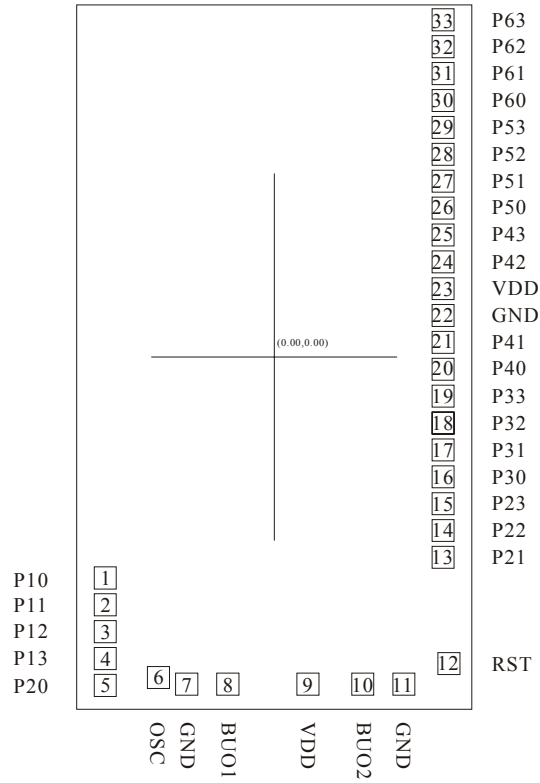 33 P63
32 P62
31 P61
30 P60
29 P53
28 P52
27 P51
26 P50
25 P43
24 P42
23 VDD
22 GND
(0.00,0.00)
21 P41
20 P40
19 P33
18 P32
17 P31
16 P30
15 P23
14 P22
13 P21
P10 1
P11 2
P12 3
P13 4
P20 5
6 7 8 9 10 11
12 RST
OSC
GND
BUO1
VDD
BUO2
GND